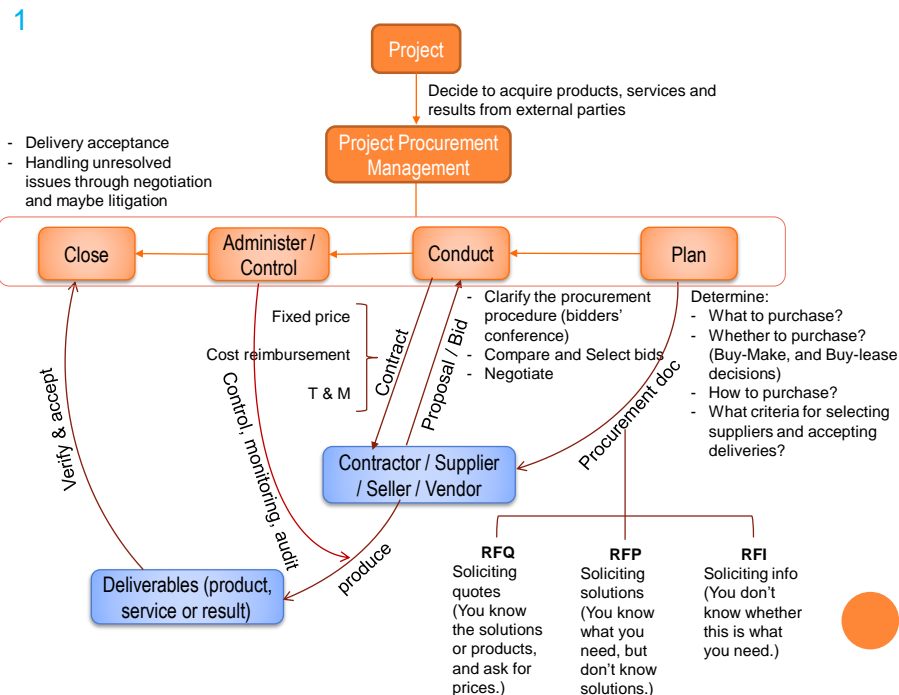 1
Project
Decide to acquire products, services and
results from external parties
- Delivery acceptance
- Handling unresolved
issues through negotiation
and maybe litigation
Project Procurement
Management
Close
Administer /
Control
Conduct
Plan
Fixed price
Cost reimbursement
T & M
Contract
Proposal / Bid
- Clarify the procurement
procedure (bidders’
conference)
- Compare and Select bids
- Negotiate
Determine:
- What to purchase?
- Whether to purchase?
(Buy-Make, and Buy-lease
decisions)
- How to purchase?
- What criteria for selecting
suppliers and accepting
deliveries?
Procurement doc
Verify & accept
Control, monitoring, audit
Contractor / Supplier
/ Seller / Vendor
produce
Deliverables (product,
service or result)
RFQ
Soliciting
quotes
(You know
the solutions
or products,
and ask for
prices.)
RFP
Soliciting
solutions
(You know
what you
need, but
don’t know
solutions.)
RFI
Soliciting info
(You don’t
know whether
this is what
you need.)